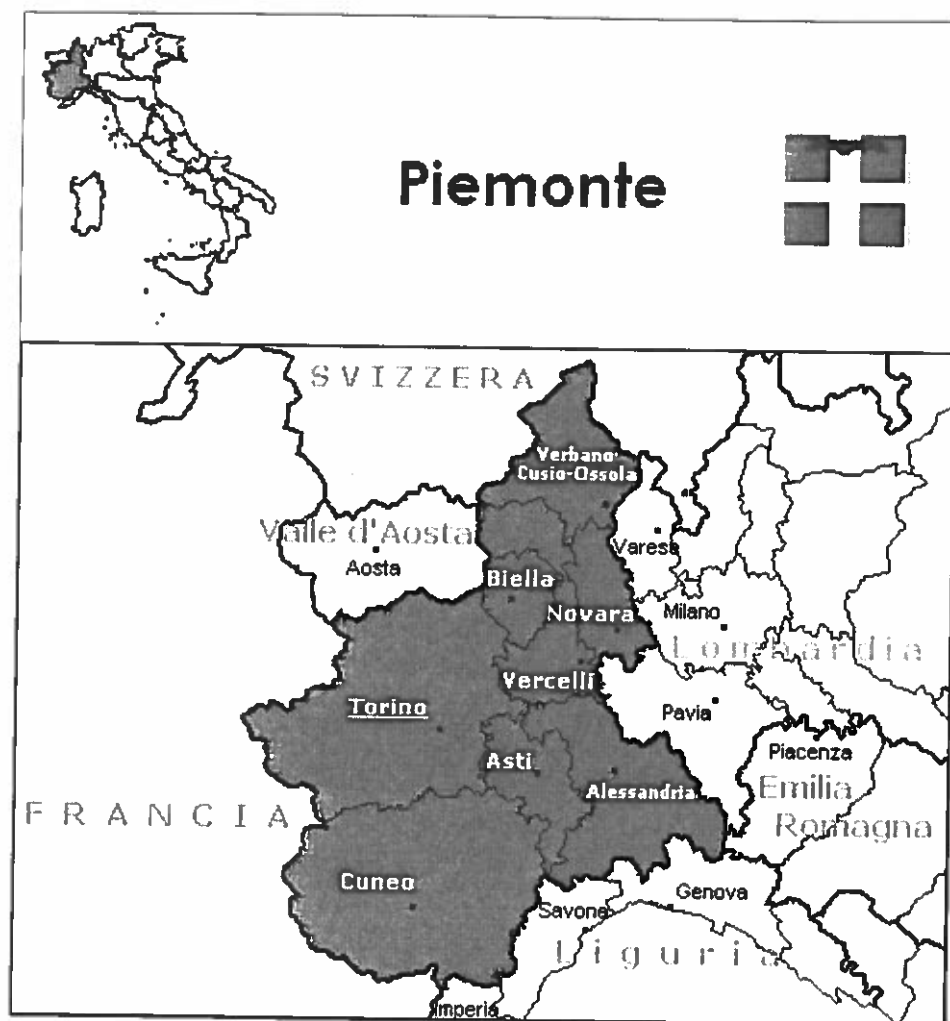 Piemonte
SVIZZERA
Verbano-
Cusio-Ossola
Valle d'Aosta
Aosta
Varese
Biella
Novara
Milano
Lombardia
Vercelli
Torino
Pavia
Asti
Piacenza
Alessandria
Emilia
Romagna
FRANCIA
Cuneo
Genova
Savona
Liguria
Imperia